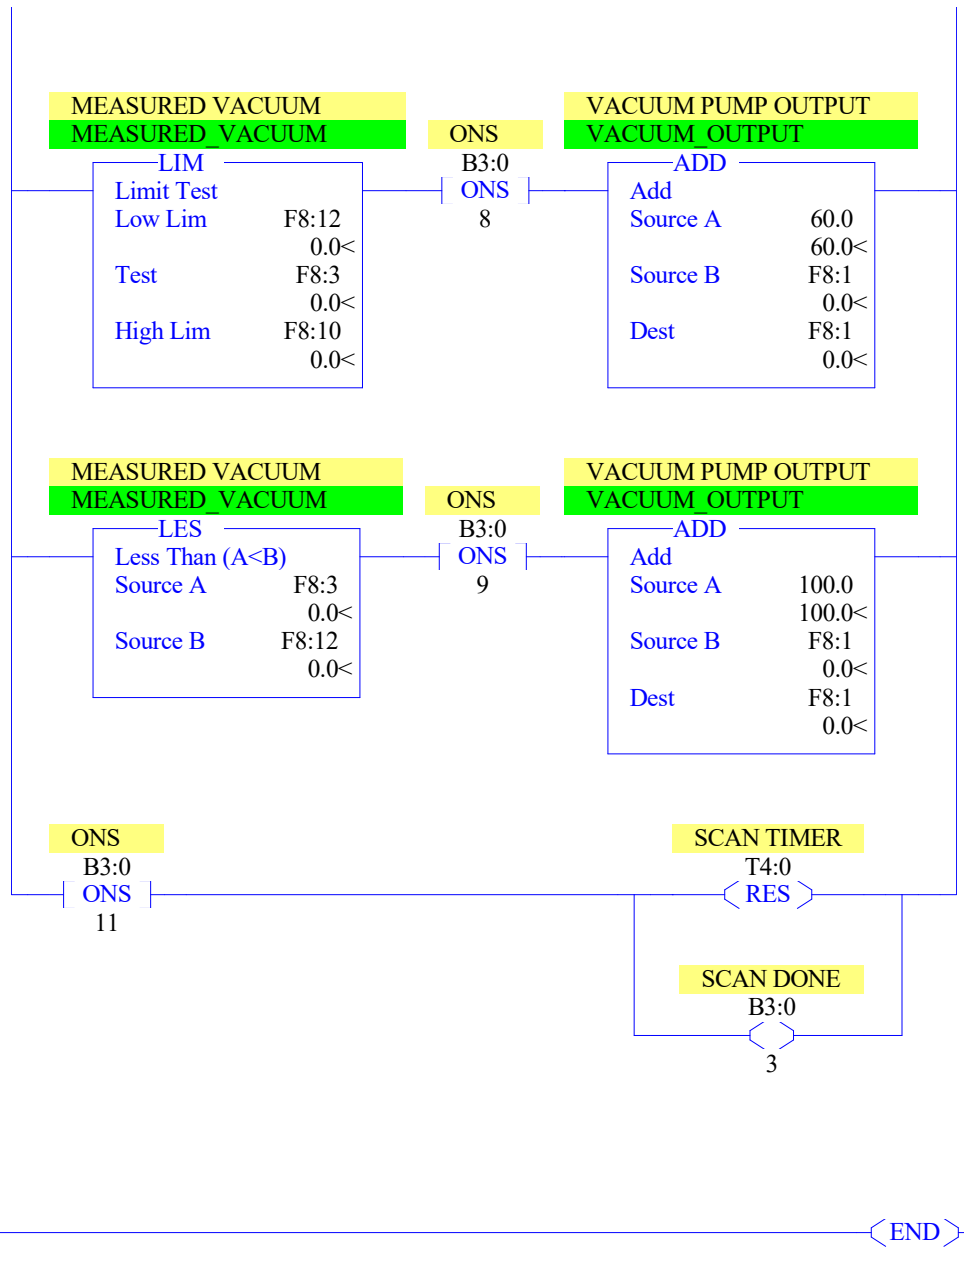 MEASURED VACUUM
MEASURED_VACUUM
LIM
Limit Test
Low Lim F8:12
0.0<
Test F8:3
0.0<
High Lim F8:10
0.0<
ONS
B3:0
ONS
8
VACUUM PUMP OUTPUT
VACUUM_OUTPUT
ADD
Add
Source A 60.0
60.0<
Source B F8:1
0.0<
Dest F8:1
0.0<
MEASURED VACUUM
MEASURED_VACUUM
LES
Less Than (A<B)
Source A F8:3
0.0<
Source B F8:12
0.0<
ONS
B3:0
ONS
9
VACUUM PUMP OUTPUT
VACUUM_OUTPUT
ADD
Add
Source A 100.0
100.0<
Source B F8:1
0.0<
Dest F8:1
0.0<
ONS
B3:0
ONS
11
SCAN TIMER
T4:0
RES
SCAN DONE
B3:0
3
END